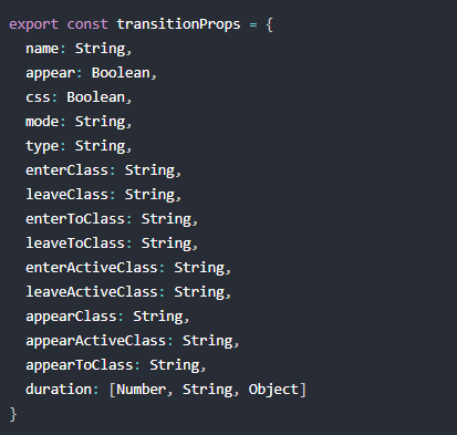 export const transitionProps = {
  name: String,
  appear: Boolean,
  css: Boolean,
  mode: String,
  type: String,
  enterClass: String,
  leaveClass: String,
  enterToClass: String,
  leaveToClass: String,
  enterActiveClass: String,
  leaveActiveClass: String,
  appearClass: String,
  appearActiveClass: String,
  appearToClass: String,
  duration: [Number, String, Object]
}